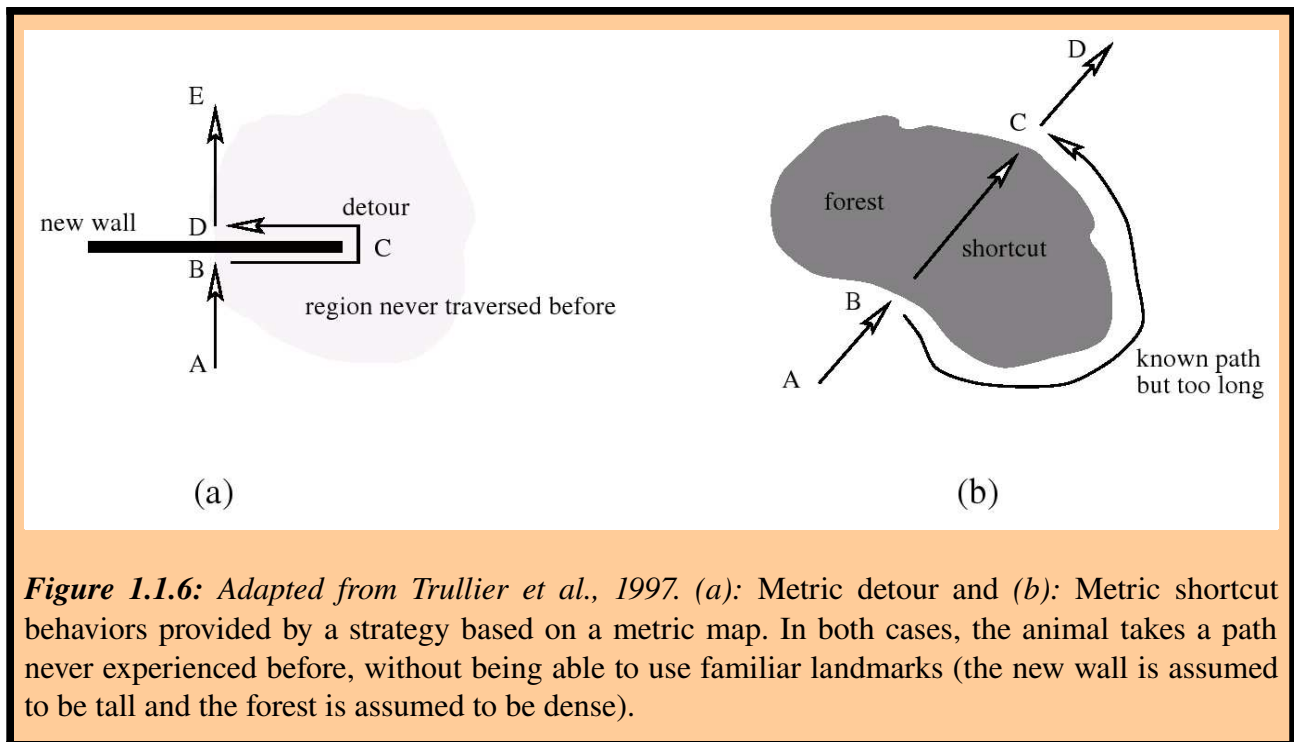 E
D
new wall
B
A
detour
C
region never traversed before
(a)
D
C
forest
shortcut
B
A
known path
but too long
(b)
Figure 1.1.6: Adapted from Trullier et al., 1997. (a): Metric detour and (b): Metric shortcut
behaviors provided by a strategy based on a metric map. In both cases, the animal takes a path
never experienced before, without being able to use familiar landmarks (the new wall is assumed
to be tall and the forest is assumed to be dense).